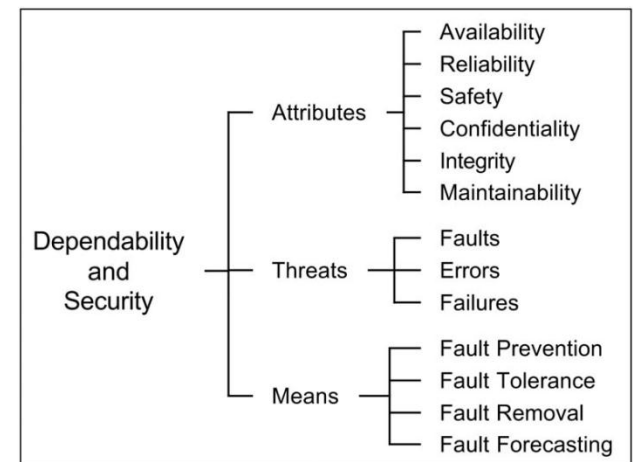 Dependability
and
Security
Attributes
Availability
Reliability
Safety
Confidentiality
Integrity
Maintainability
Threats
Faults
Errors
Failures
Means
Fault Prevention
Fault Tolerance
Fault Removal
Fault Forecasting